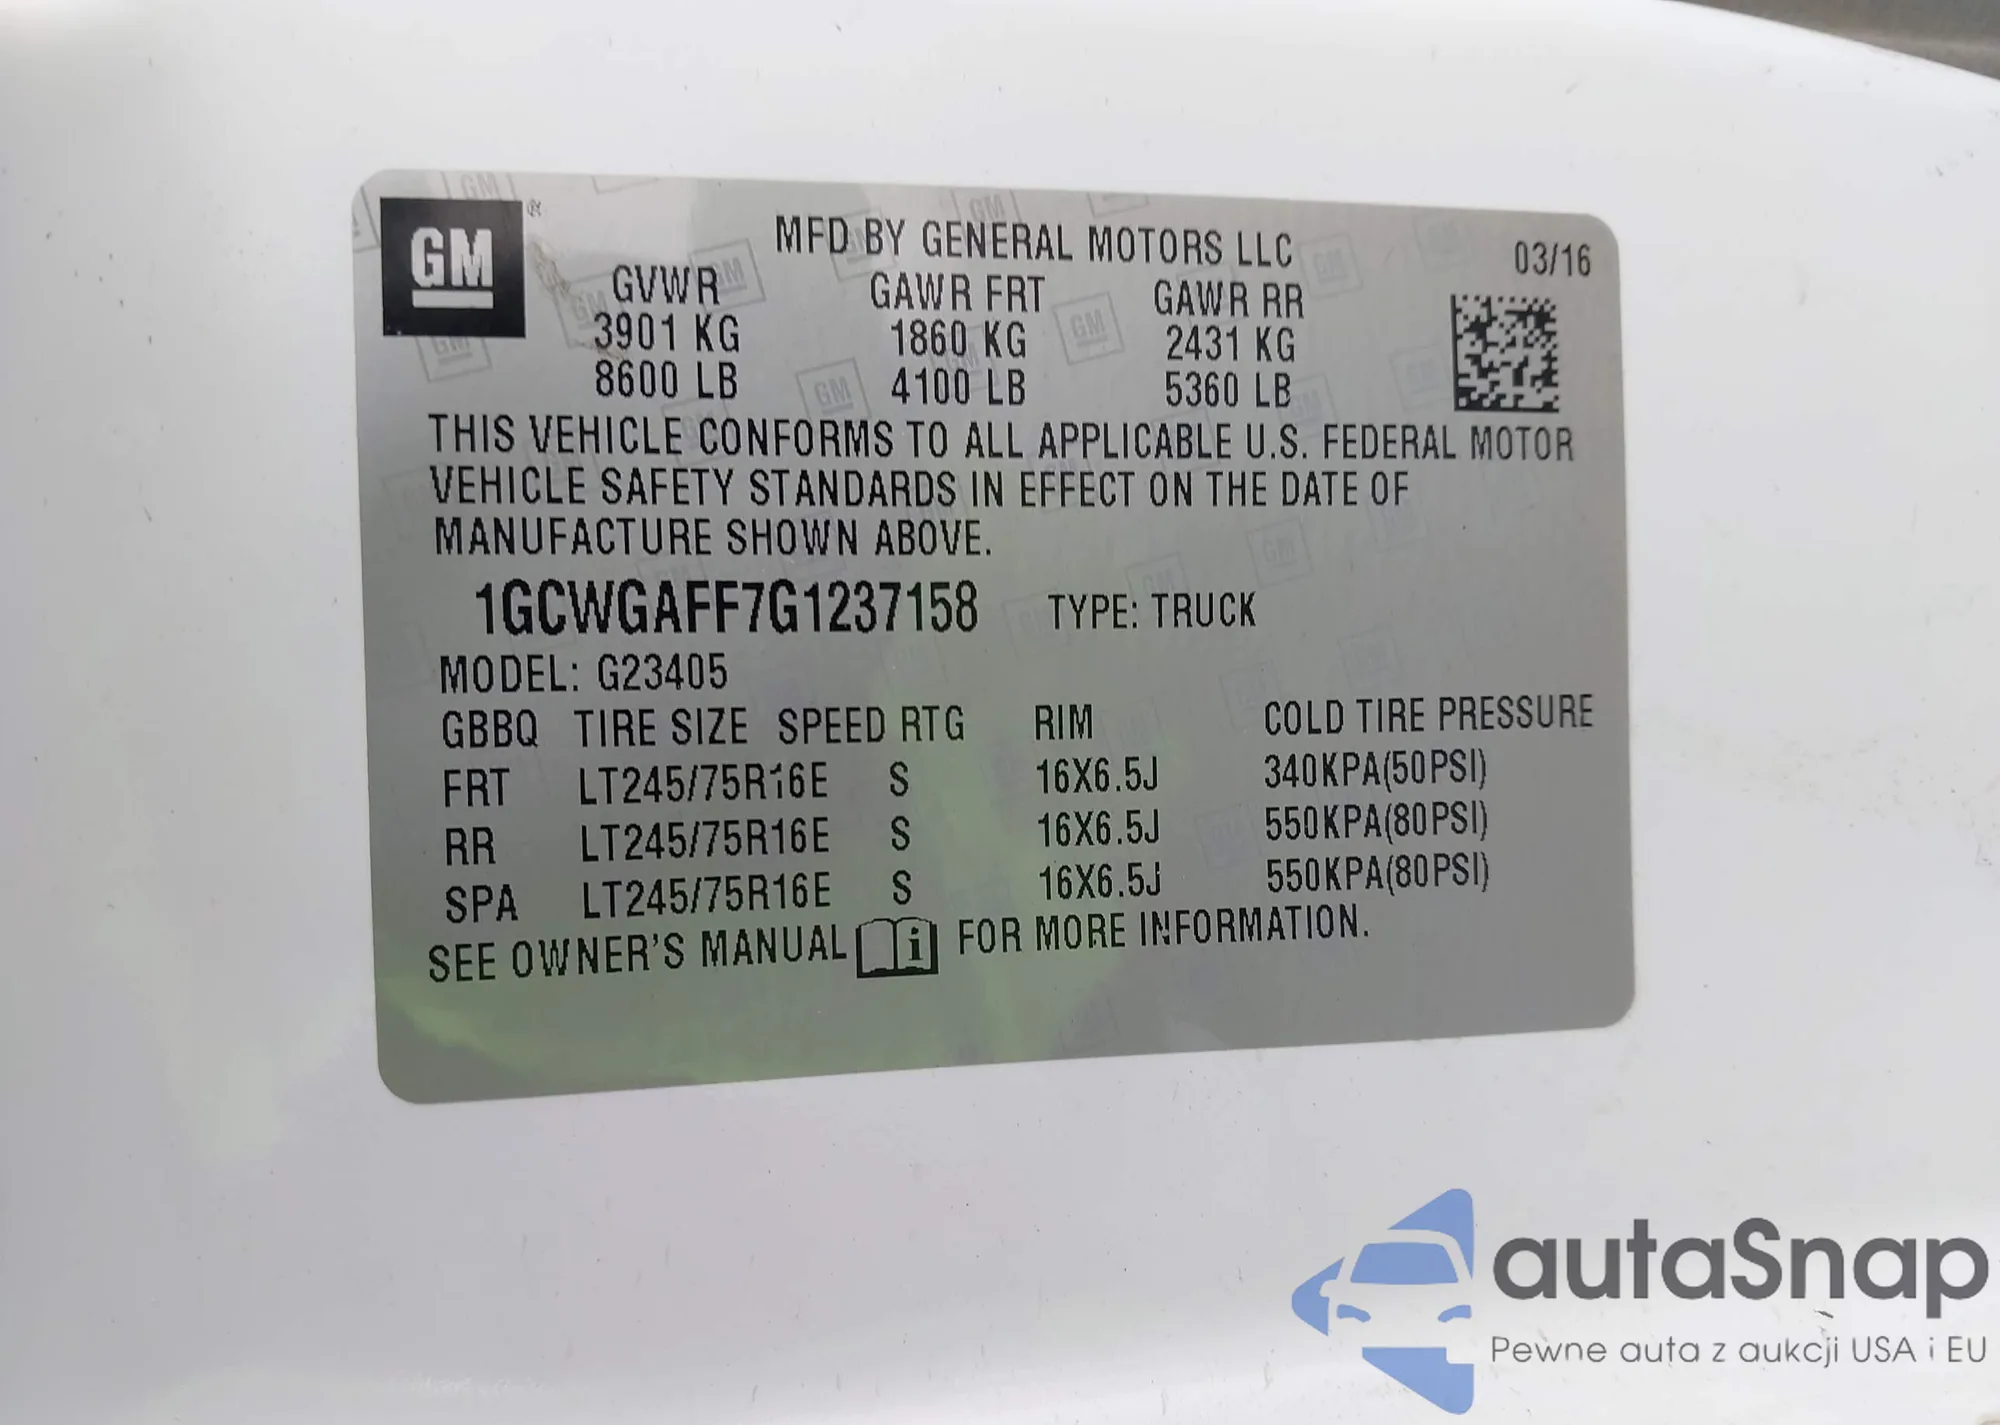 GM®
MFD BY GENERAL MOTORS LLC
03/16
GVWR GAWR FRT GAWR RR
3901 KG 1860 KG 2431 KG
8600 LB 4100 LB 5360 LB
THIS VEHICLE CONFORMS TO ALL APPLICABLE U.S. FEDERAL MOTOR
VEHICLE SAFETY STANDARDS IN EFFECT ON THE DATE OF
MANUFACTURE SHOWN ABOVE.
1GCWGAFF7G1237158 TYPE: TRUCK
MODEL: G23405
GBBQ TIRE SIZE SPEED RTG RIM COLD TIRE PRESSURE
FRT LT245/75R16E S 16X6.5J 340KPA(50PSI)
RR LT245/75R16E S 16X6.5J 550KPA(80PSI)
SPA LT245/75R16E S 16X6.5J 550KPA(80PSI)
SEE OWNER'S MANUAL i FOR MORE INFORMATION.
autaSnap
Pewne auta z aukcji USA i EU